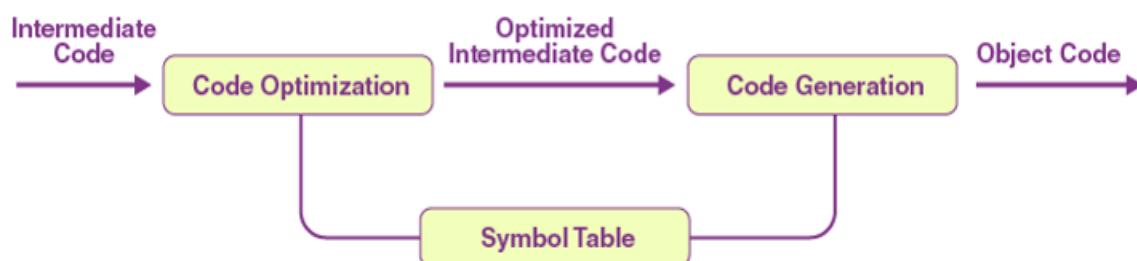 Intermediate
Code
Code Optimization
Optimized
Intermediate Code
Code Generation
Object Code
Symbol Table